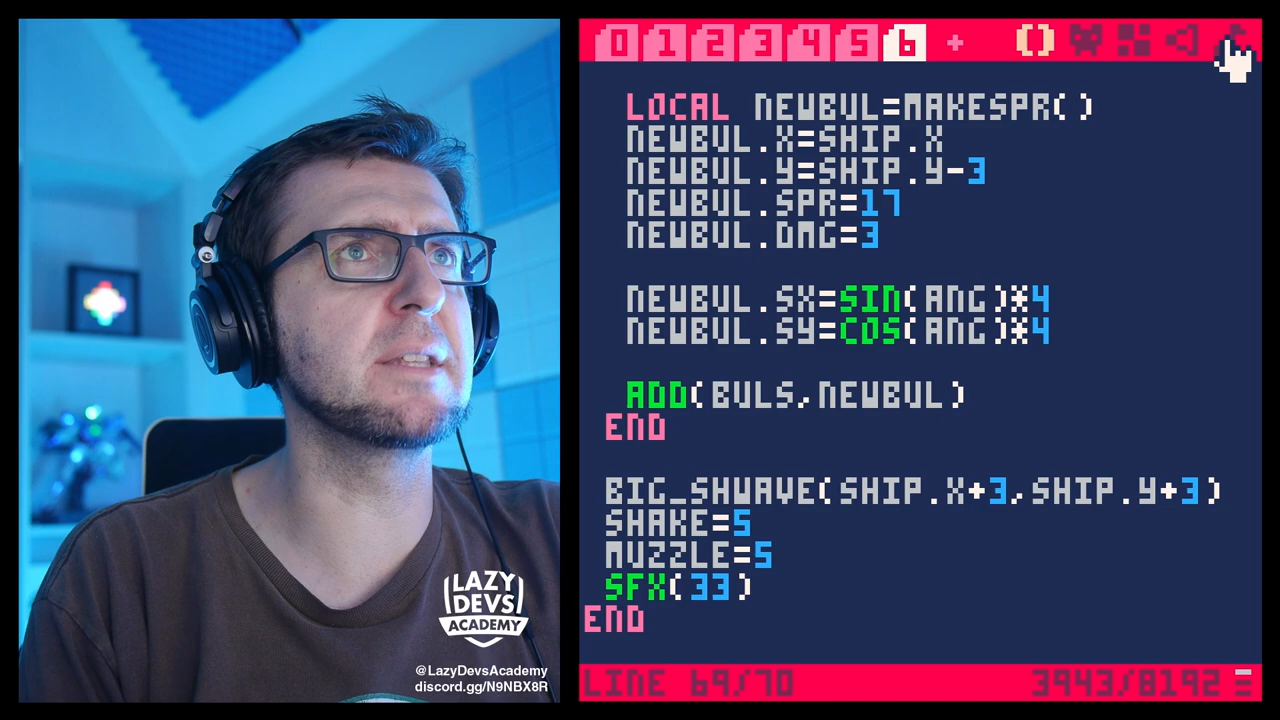 LAZY
DEVS
ACADEMY
@LazyDevsAcademy
discord.gg/N9NBX8R
0 1 2 3 4 5 6 + ()
LOCAL NEWBUL=MAKESPR()
NEWBUL.X=SHIP.X
NEWBUL.Y=SHIP.Y-3
NEWBUL.SPR=17
NEWBUL.DMG=3
NEWBUL.SX=SIN(ANG)*4
NEWBUL.SY=COS(ANG)*4
ADD(BULS,NEWBUL)
END
BIG_SHWAVE(SHIP.X+3,SHIP.Y+3)
SHAKE=5
MUZZLE=5
SFX(33)
END
LINE 69/70 3943/8192